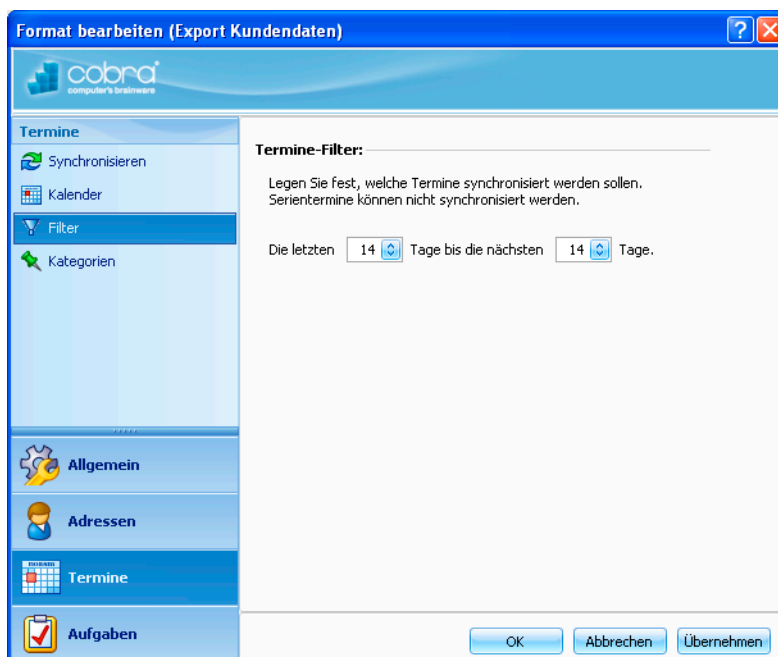 Format bearbeiten (Export Kundendaten)
cobra
computer's brainware
Termine
Synchronisieren
Kalender
Filter
Kategorien
Termine-Filter:
Legen Sie fest, welche Termine synchronisiert werden sollen.
Serientermine können nicht synchronisiert werden.
Die letzten 14 Tage bis die nächsten 14 Tage.
Allgemein
Adressen
Termine
Aufgaben
OK Abbrechen Übernehmen